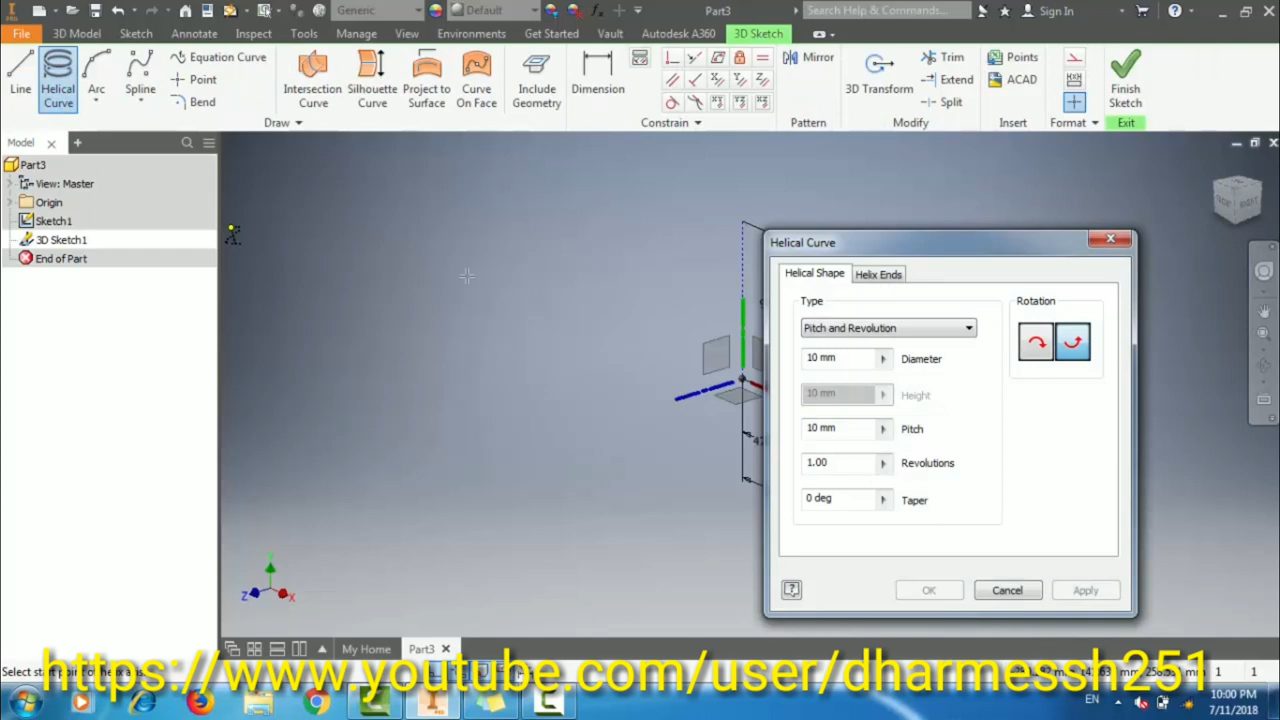 Generic
Default
Part3
Search Help & Commands...
Sign In
File
3D Model
Sketch
Annotate
Inspect
Tools
Manage
View
Environments
Get Started
Vault
Autodesk A360
3D Sketch
Line
Helical Curve
Arc
Spline
Equation Curve
Point
Bend
Intersection Curve
Silhouette Curve
Project to Surface
Curve On Face
Include Geometry
Dimension
Mirror
3D Transform
Trim
Extend
Split
Points
ACAD
Finish Sketch
Draw
Constrain
Pattern
Modify
Insert
Format
Exit
Model
Part3
View: Master
Origin
Sketch1
3D Sketch1
End of Part
Helical Curve
Helical Shape
Helix Ends
Type
Rotation
Pitch and Revolution
10 mm
Diameter
10 mm
Height
10 mm
Pitch
1.00
Revolutions
0 deg
Taper
OK
Cancel
Apply
Y
Z
X
My Home
Part3
1
1
https://www.youtube.com/user/dharmessh251
EN
10:00 PM
7/11/2018